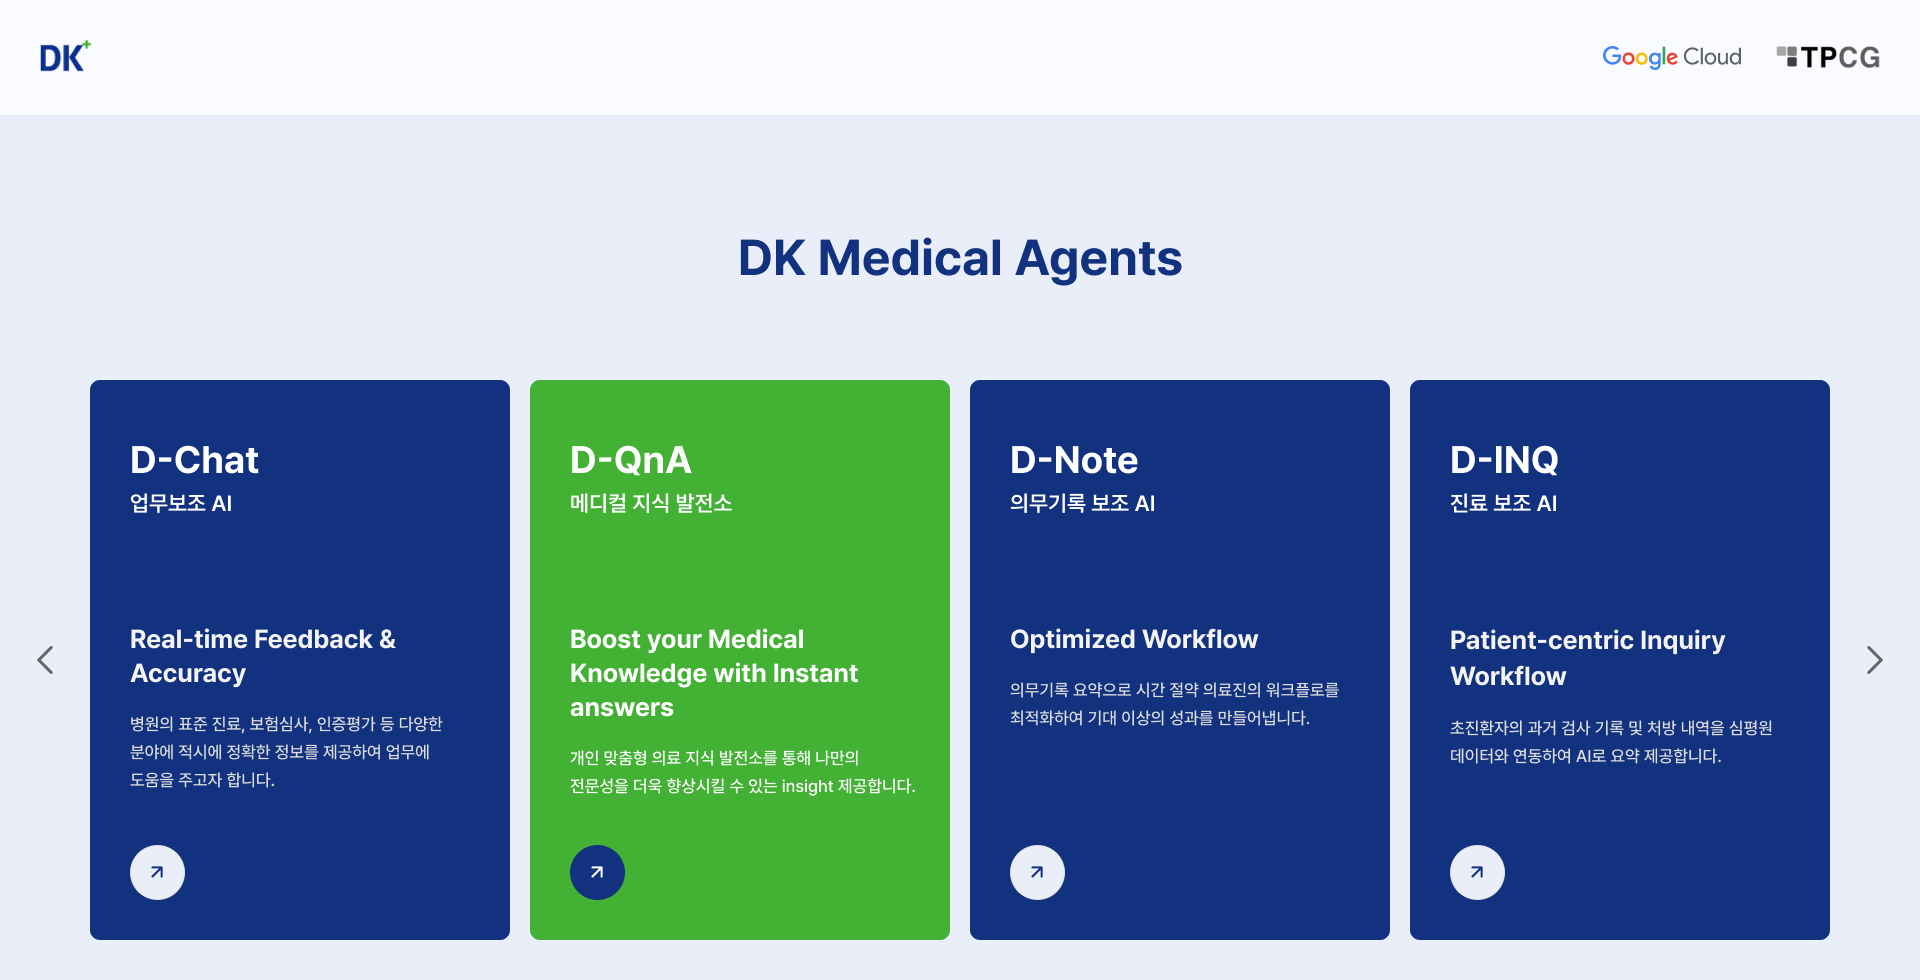 DK+
Google Cloud
TPCG
DK Medical Agents
D-Chat
업무보조 AI
Real-time Feedback &
Accuracy
병원의 표준 진료, 보험심사, 인증평가 등 다양한
분야에 적시에 정확한 정보를 제공하여 업무에
도움을 주고자 합니다.
D-QnA
메디컬 지식 발전소
Boost your Medical
Knowledge with Instant
answers
개인 맞춤형 의료 지식 발전소를 통해 나만의
전문성을 더욱 향상시킬 수 있는 insight 제공합니다.
D-Note
의무기록 보조 AI
Optimized Workflow
의무기록 요약으로 시간 절약 의료진의 워크플로를
최적화하여 기대 이상의 성과를 만들어냅니다.
D-INQ
진료 보조 AI
Patient-centric Inquiry
Workflow
초진환자의 과거 검사 기록 및 처방 내역을 심평원
데이터와 연동하여 AI로 요약 제공합니다.